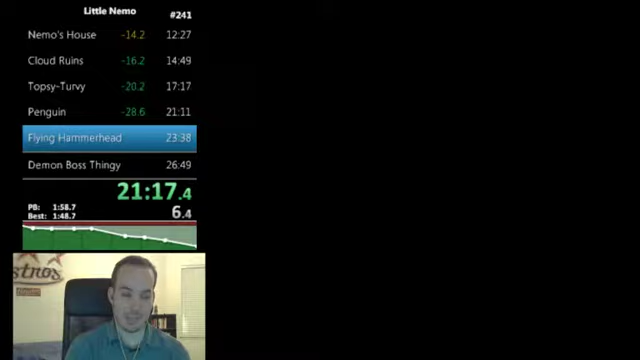 Little Nemo
#241
Nemo's House -14.2 12:27
Cloud Ruins -16.2 14:49
Topsy-Turvy -20.2 17:17
Penguin -28.6 21:11
Flying Hammerhead 23:38
Demon Boss Thingy 26:49
21:17.4
PB: 1:58.7
Best: 1:48.7
6.4
stros